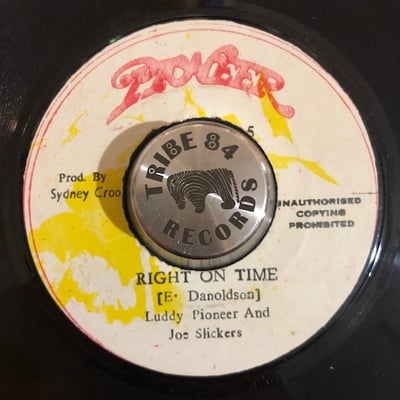 PIONEER
5
TRIBE 84
RECORDS
Prod. By
Sydney Croo
UNAUTHORISED
COPYING
PROHIBITED
RIGHT ON TIME
[E. Danoldson]
Luddy Pioneer And
Joe Slickers